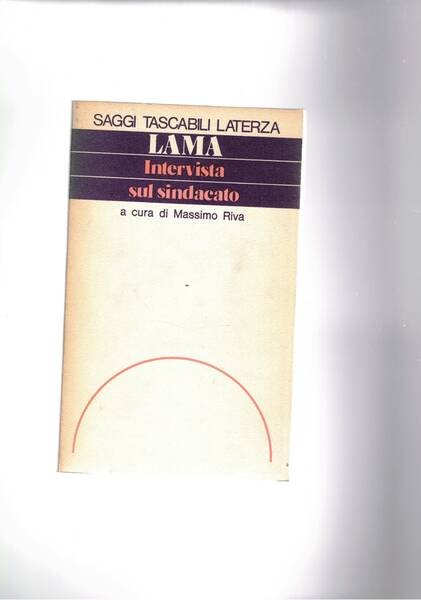 SAGGI TASCABILI LATERZA
LAMA
Intervista
sul sindacato
a cura di Massimo Riva